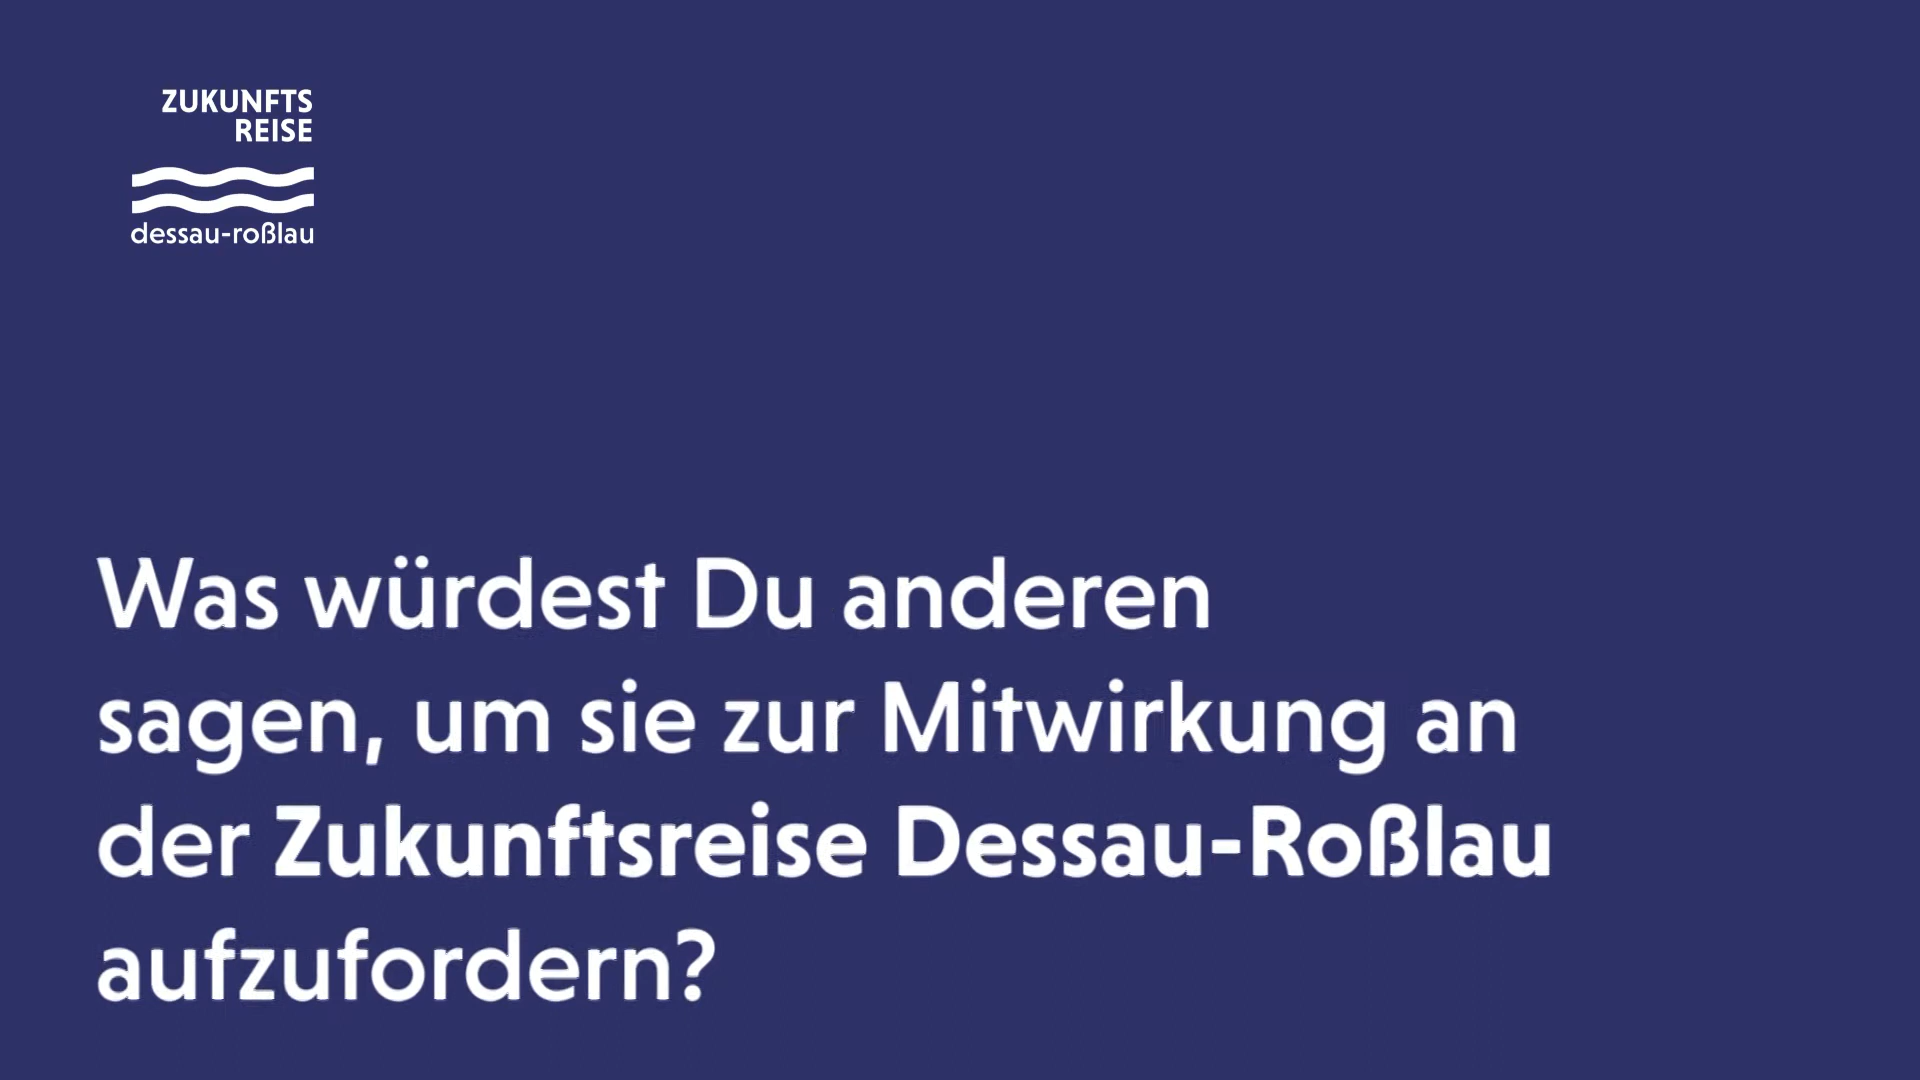 ZUKUNFTS
REISE
dessau-roßlau
Was würdest Du anderen
sagen, um sie zur Mitwirkung an
der Zukunftsreise Dessau-Roßlau
aufzufordern?